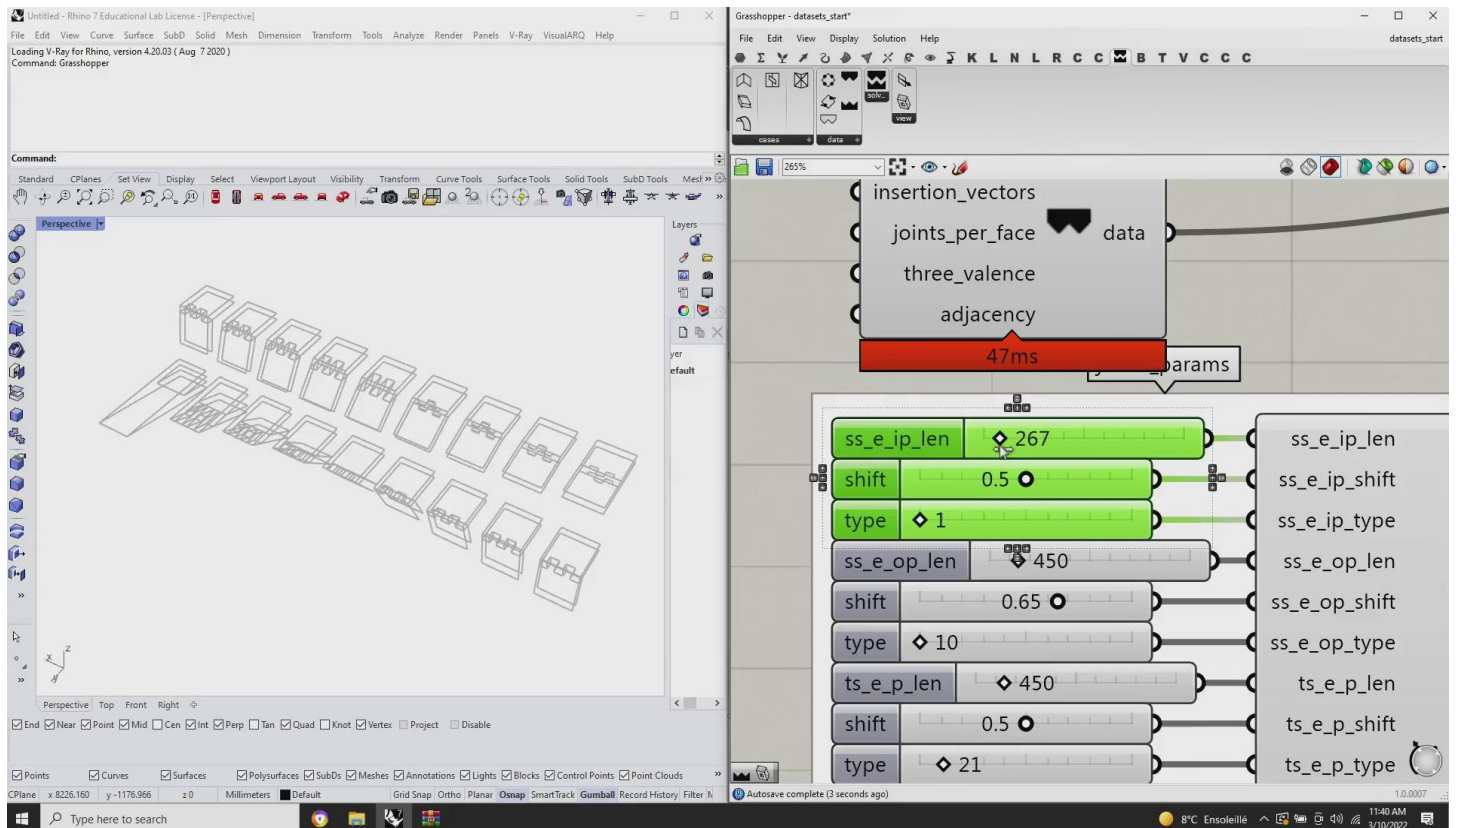 Untitled - Rhino 7 Educational Lab License - [Perspective]
File Edit View Curve Surface SubD Solid Mesh Dimension Transform Tools Analyze Render Panels V-Ray VisualARQ Help
Loading V-Ray for Rhino, version 4.20.03 ( Aug 7 2020 )
Command: Grasshopper
Command:
Standard CPlanes Set View Display Select Viewport Layout Visibility Transform Curve Tools Surface Tools Solid Tools SubD Tools Mesh »
Perspective
Layers
yer
efault
z
x
y
Perspective Top Front Right
End Near Point Mid Cen Int Perp Tan Quad Knot Vertex Project Disable
Points Curves Surfaces Polysurfaces SubDs Meshes Annotations Lights Blocks Control Points Point Clouds »
CPlane x 8226.160 y -1176.966 z 0 Millimeters Default Grid Snap Ortho Planar Osnap SmartTrack Gumball Record History Filter
Grasshopper - datasets_start*
File Edit View Display Solution Help
datasets_start
K L N L R C C B T V C C C
solv..
view
cases + data +
265%
insertion_vectors
joints_per_face
data
three_valence
adjacency
47ms
_params
ss_e_ip_len 267 ss_e_ip_len
shift 0.5 ss_e_ip_shift
type 1 ss_e_ip_type
ss_e_op_len 450 ss_e_op_len
shift 0.65 ss_e_op_shift
type 10 ss_e_op_type
ts_e_p_len 450 ts_e_p_len
shift 0.5 ts_e_p_shift
type 21 ts_e_p_type
Autosave complete (3 seconds ago)
1.0.0007
Type here to search
8°C Ensoleillé
11:40 AM
3/10/2022